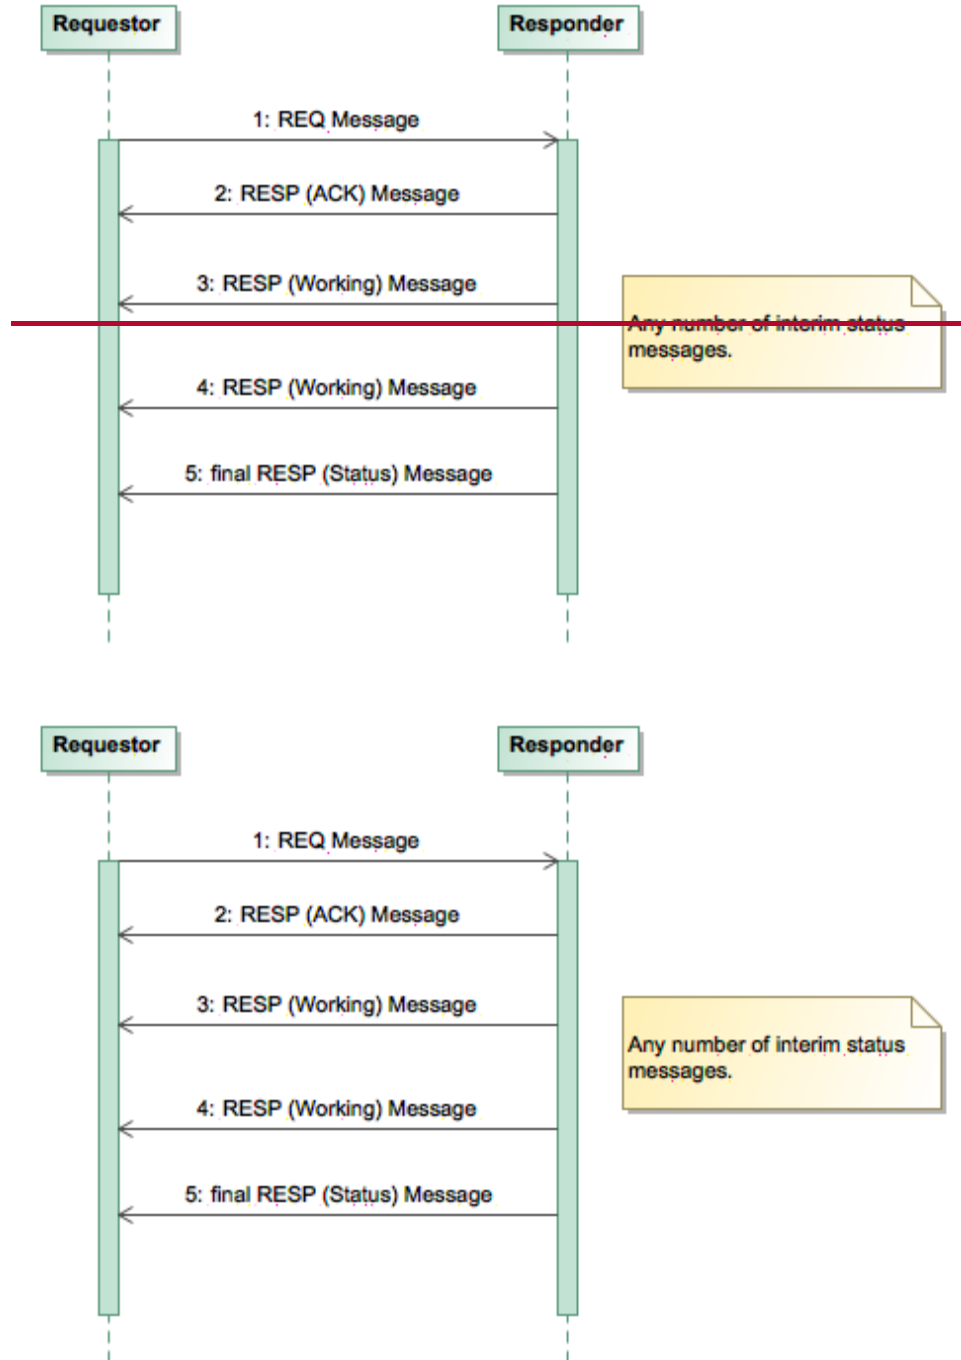 Requestor Responder
1: REQ Message
2: RESP (ACK) Message
3: RESP (Working) Message
Any number of interim status
messages.
4: RESP (Working) Message
5: final RESP (Status) Message
Requestor Responder
1: REQ Message
2: RESP (ACK) Message
3: RESP (Working) Message
Any number of interim status
messages.
4: RESP (Working) Message
5: final RESP (Status) Message